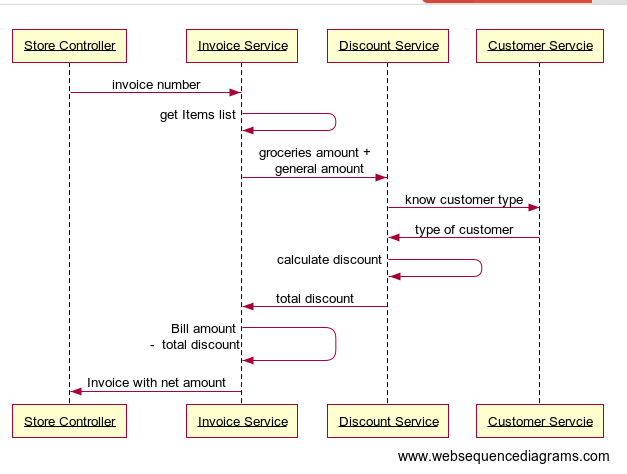 Store Controller
Invoice Service
Discount Service
Customer Servcie
invoice number
get Items list
groceries amount +
general amount
know customer type
type of customer
calculate discount
total discount
Bill amount
- total discount
Invoice with net amount
Store Controller
Invoice Service
Discount Service
Customer Servcie
www.websequencediagrams.com